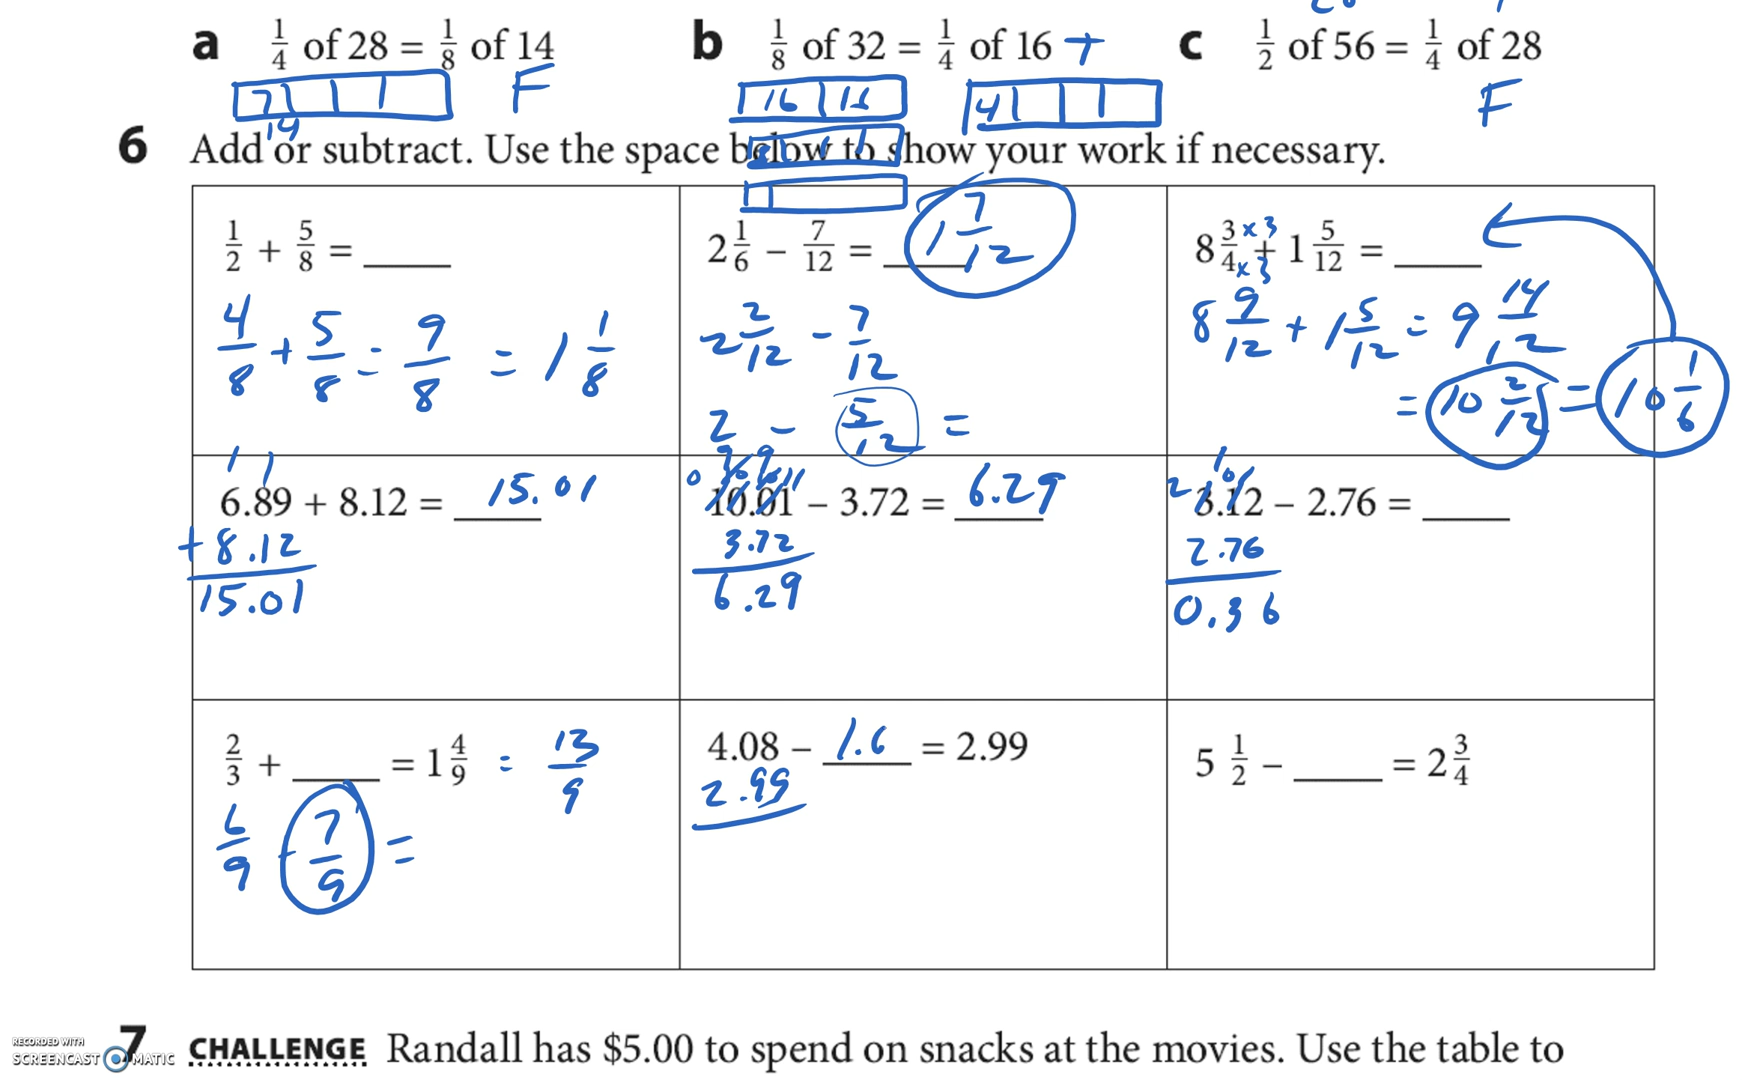 a 1/4 of 28 = 1/8 of 14 b 1/8 of 32 = 1/4 of 16 + c 1/2 of 56 = 1/4 of 28
7 F 16 16 4 F
14
6 Add or subtract. Use the space below to show your work if necessary.
1/2 + 5/8 = ____
4/8 + 5/8 = 9/8 = 1 1/8
2 1/6 − 7/12 = ____ 1 7/12
2 2/12 − 7/12
2 − 5/12 =
8 3/4 + 1 5/12 = ____
x 3
x 3
8 9/12 + 1 5/12 = 9 14/12
= 10 2/12 = 10 1/6
1 1
6.89 + 8.12 = 15.01
+ 8.12
15.01
10.01 − 3.72 = 6.29
3.72
6.29
3.12 − 2.76 = ____
2.76
0.36
2/3 + ____ = 1 4/9 = 13/9
6/9 - 7/9 =
4.08 − 1.6 = 2.99
2.99
5 1/2 − ____ = 2 3/4
7 CHALLENGE Randall has $5.00 to spend on snacks at the movies. Use the table to
RECORDED WITH
SCREENCAST MATIC